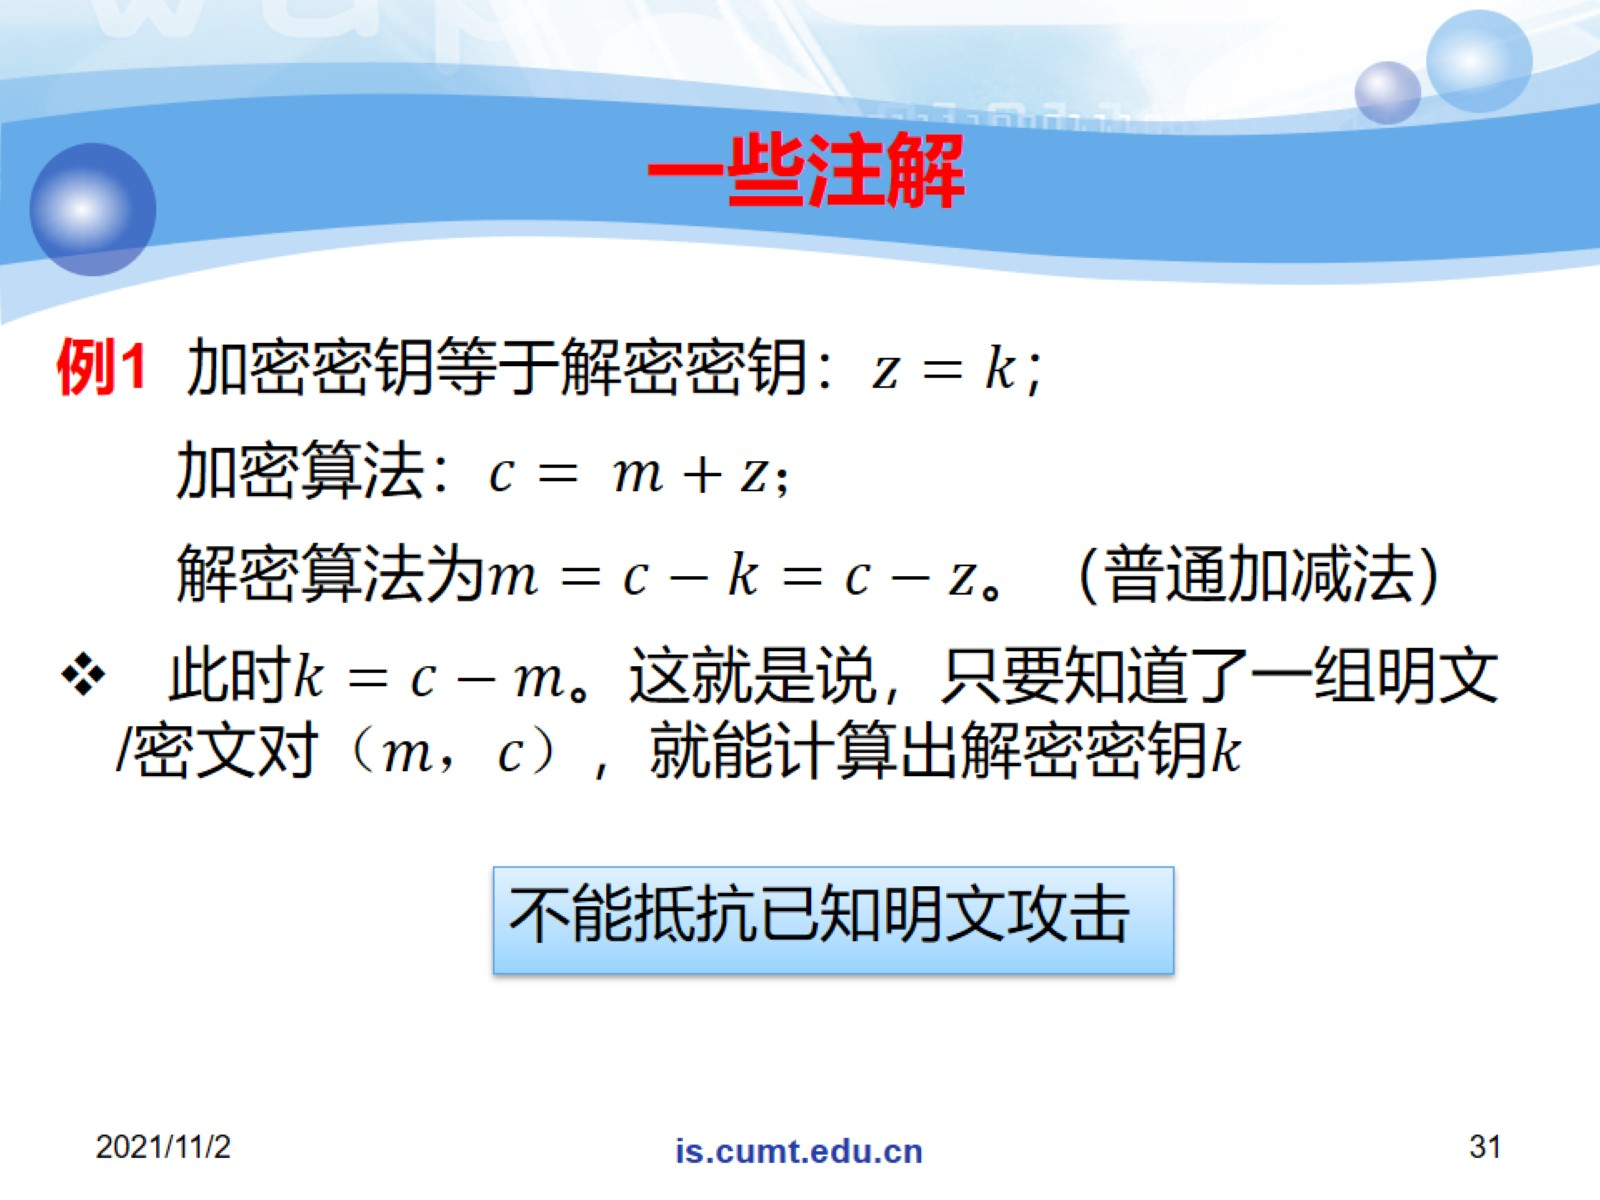 一些注解
例1 加密密钥等于解密密钥：z = k；
加密算法：c = m + z；
解密算法为m = c − k = c − z。（普通加减法）
❖ 此时k = c − m。这就是说，只要知道了一组明文
/密文对（m，c），就能计算出解密密钥k
不能抵抗已知明文攻击
2021/11/2
is.cumt.edu.cn
31